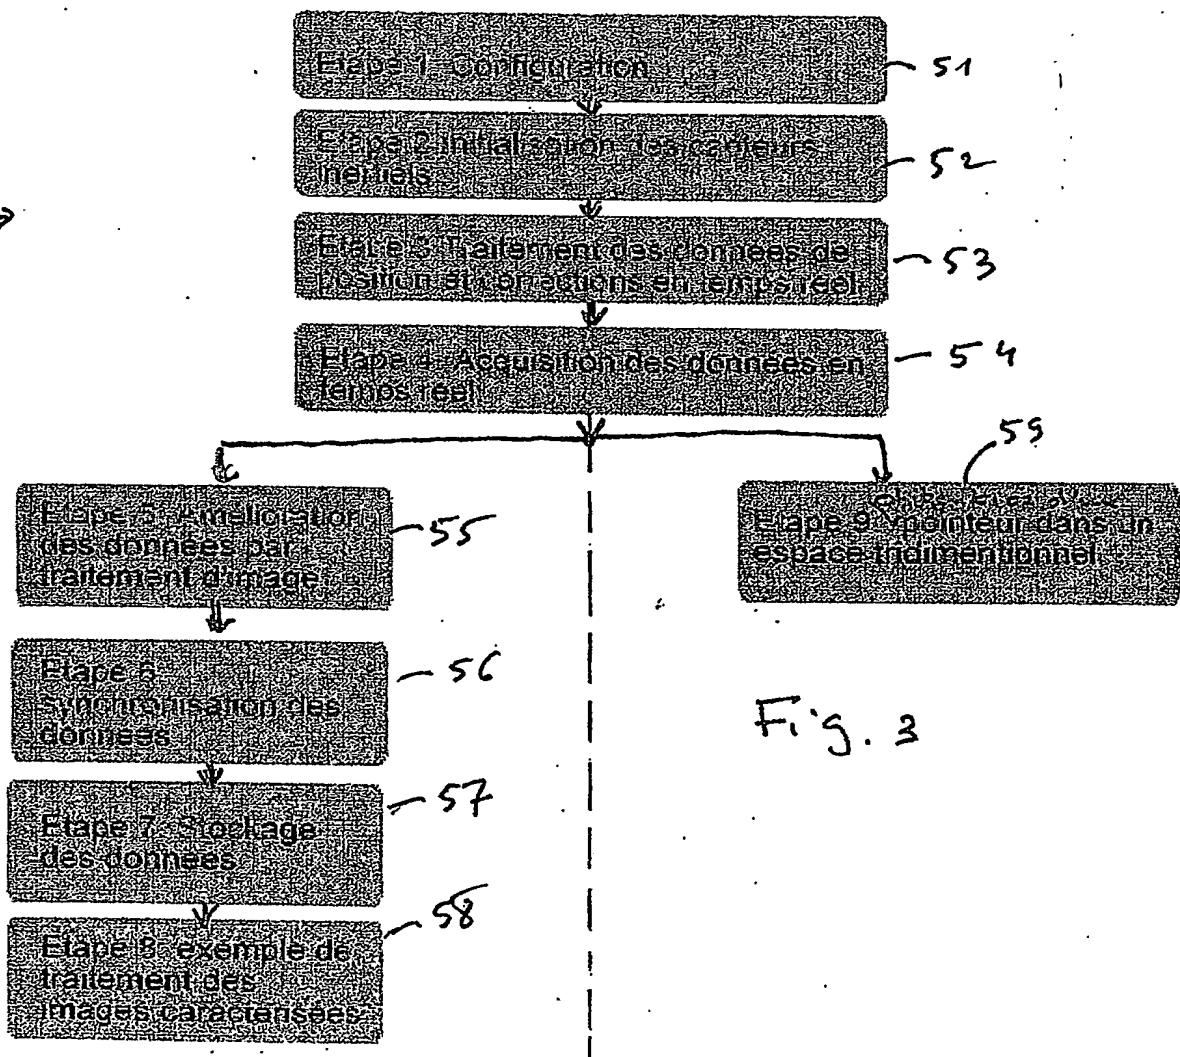 Etape 1 Configuration
51
Etape 2 Initialisation des capteurs
inertiels
52
Etape 3 Traitement des données de
position et corrections en temps réel
53
Etape 4 Acquisition des données en
temps réel
54
Etape 5 Amélioration
des données par
traitement d'image
55
59
Etape 9 pointeur dans un
espace tridimentionnel
Etape 6
synchronisation des
données
56
Fig. 3
Etape 7 Stockage
des données
57
Etape 8 exemple de
traitement des
images caractérisées
58